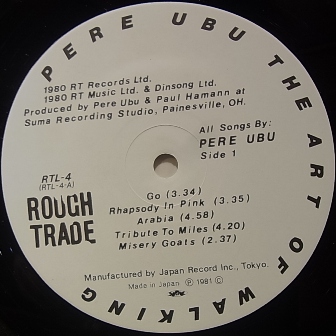 PERE UBU THE ART OF WALKING
1980 RT Records Ltd.
1980 RT Music Ltd. & Dinsong Ltd.
Produced by Pere Ubu & Paul Hamann at
Suma Recording Studio, Painesville, OH.
All Songs By:
PERE UBU
Side 1
RTL-4
(RTL-4-A)
ROUGH
TRADE
Go (3.34)
Rhapsody In Pink (3.35)
Arabia (4.58)
Tribute To Miles (4.20)
Misery Goats (2.37)
Manufactured by Japan Record Inc., Tokyo.
Made in Japan ℗ 1981 ©